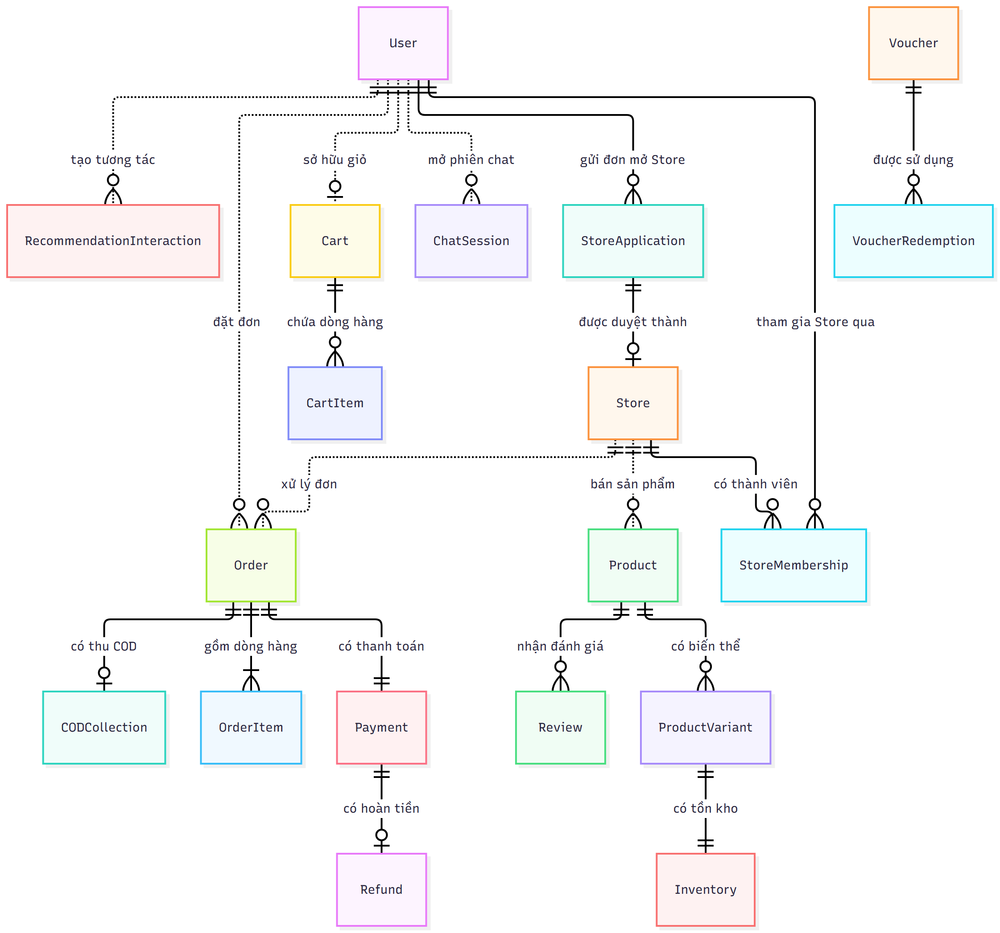 User
Voucher
tạo tương tác
sở hữu giỏ
mở phiên chat
gửi đơn mở Store
được sử dụng
RecommendationInteraction
Cart
ChatSession
StoreApplication
VoucherRedemption
đặt đơn
chứa dòng hàng
được duyệt thành
tham gia Store qua
CartItem
Store
xử lý đơn
bán sản phẩm
có thành viên
Order
Product
StoreMembership
có thu COD
gồm dòng hàng
có thanh toán
nhận đánh giá
có biến thể
CODCollection
OrderItem
Payment
Review
ProductVariant
có hoàn tiền
có tồn kho
Refund
Inventory